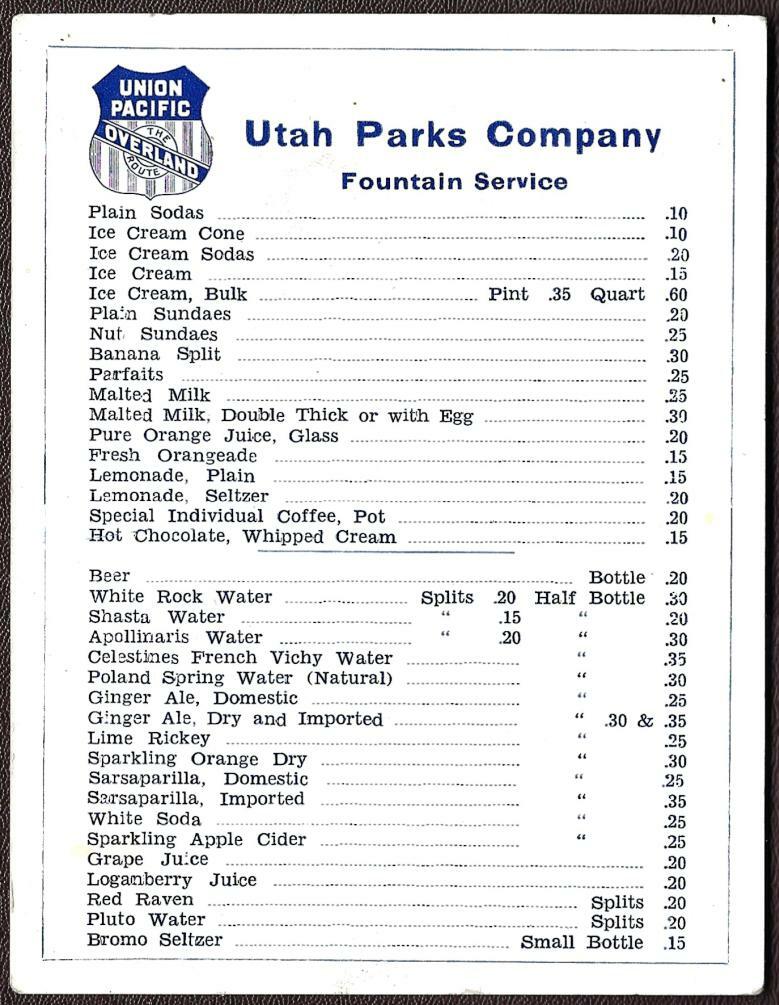 UNION
PACIFIC
THE
OVERLAND
ROUTE
Utah Parks Company
Fountain Service
Plain Sodas .10
Ice Cream Cone .10
Ice Cream Sodas .20
Ice Cream .15
Ice Cream, Bulk Pint .35 Quart .60
Plain Sundaes .20
Nut Sundaes .25
Banana Split .30
Parfaits .25
Malted Milk .25
Malted Milk, Double Thick or with Egg .30
Pure Orange Juice, Glass .20
Fresh Orangeade .15
Lemonade, Plain .15
Lemonade, Seltzer .20
Special Individual Coffee, Pot .20
Hot Chocolate, Whipped Cream .15
Beer Bottle .20
White Rock Water Splits .20 Half Bottle .30
Shasta Water “ .15 “ .20
Apollinaris Water “ .20 “ .30
Celestines French Vichy Water “ .35
Poland Spring Water (Natural) “ .30
Ginger Ale, Domestic “ .25
Ginger Ale, Dry and Imported “ .30 & .35
Lime Rickey “ .25
Sparkling Orange Dry “ .30
Sarsaparilla, Domestic “ .25
Sarsaparilla, Imported “ .35
White Soda “ .25
Sparkling Apple Cider “ .25
Grape Juice .20
Loganberry Juice .20
Red Raven Splits .20
Pluto Water Splits .20
Bromo Seltzer Small Bottle .15